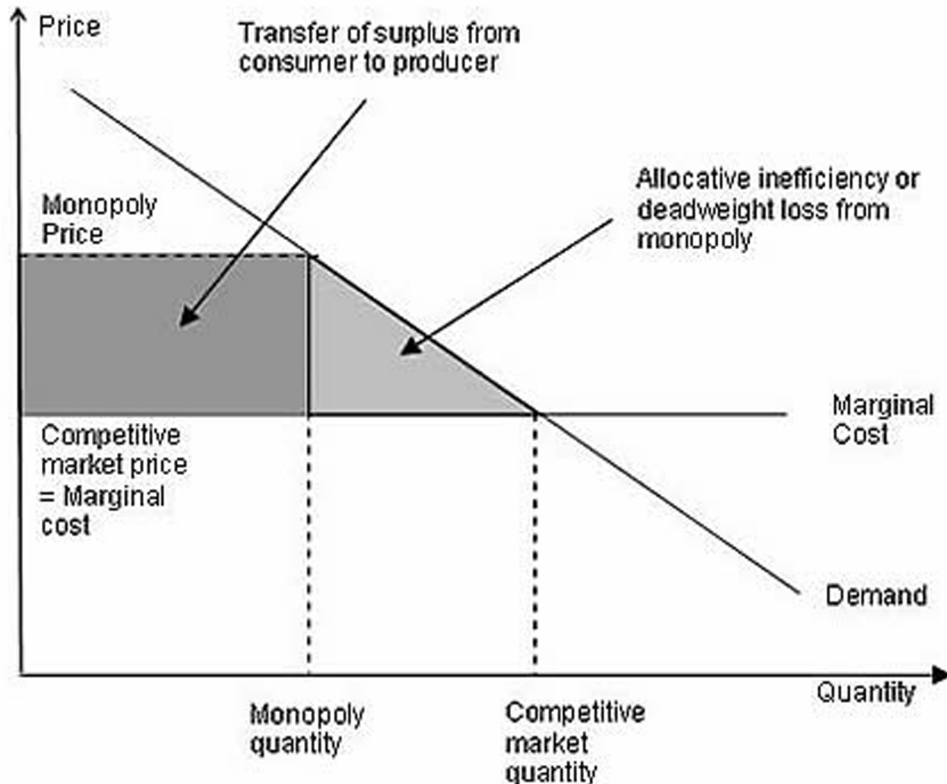 Price
Transfer of surplus from
consumer to producer
Allocative inefficiency or
deadweight loss from
monopoly
Monopoly
Price
Competitive
market price
= Marginal
cost
Marginal
Cost
Demand
Quantity
Monopoly
quantity
Competitive
market
quantity